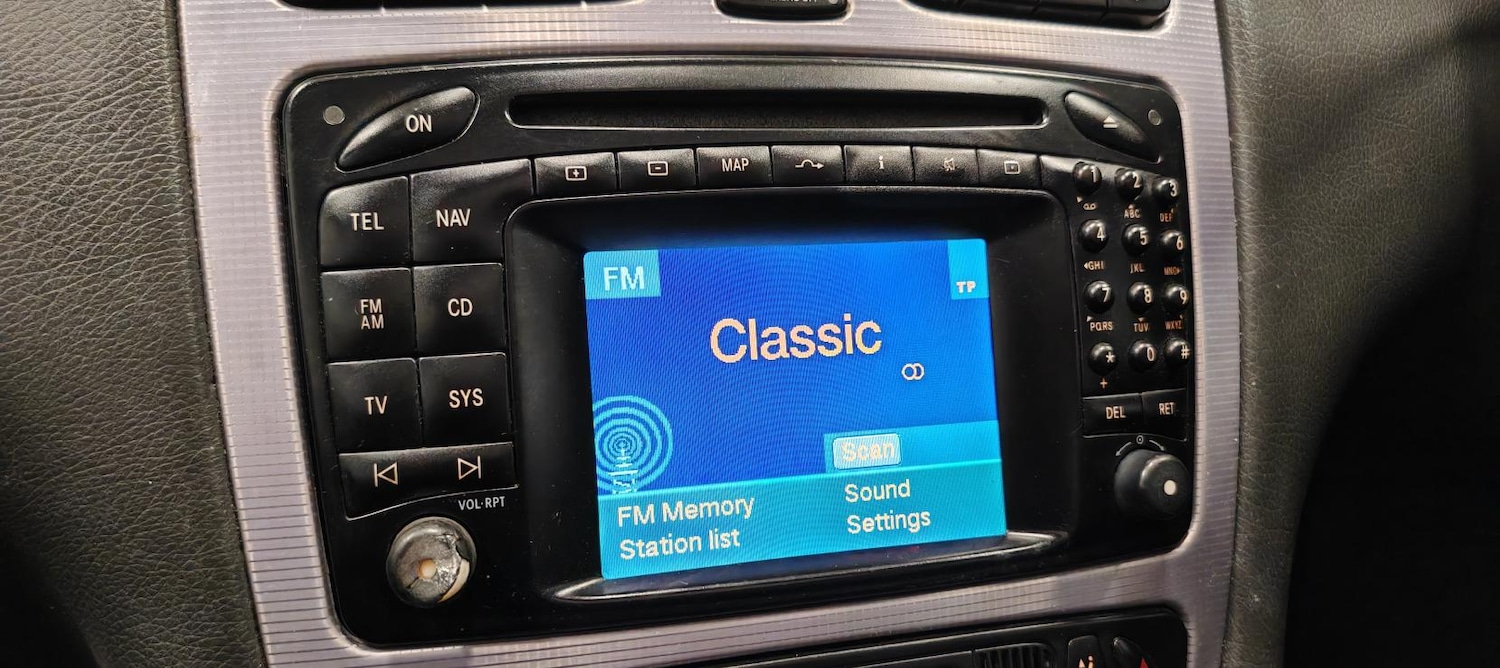 ON
MAP
i
TEL
NAV
FM
AM
CD
TV
SYS
VOL·RPT
FM
TP
Classic
Scan
FM Memory
Sound
Station list
Settings
1
2
3
ABC
DEF
4
5
6
GHI
JKL
MNO
7
8
9
PQRS
TUV
WXYZ
*
0
#
+
DEL
RET